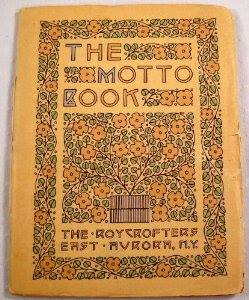 THE
MOTTO
BOOK
THE · ROYCROFTERS
EAST · AURORA, N.Y.